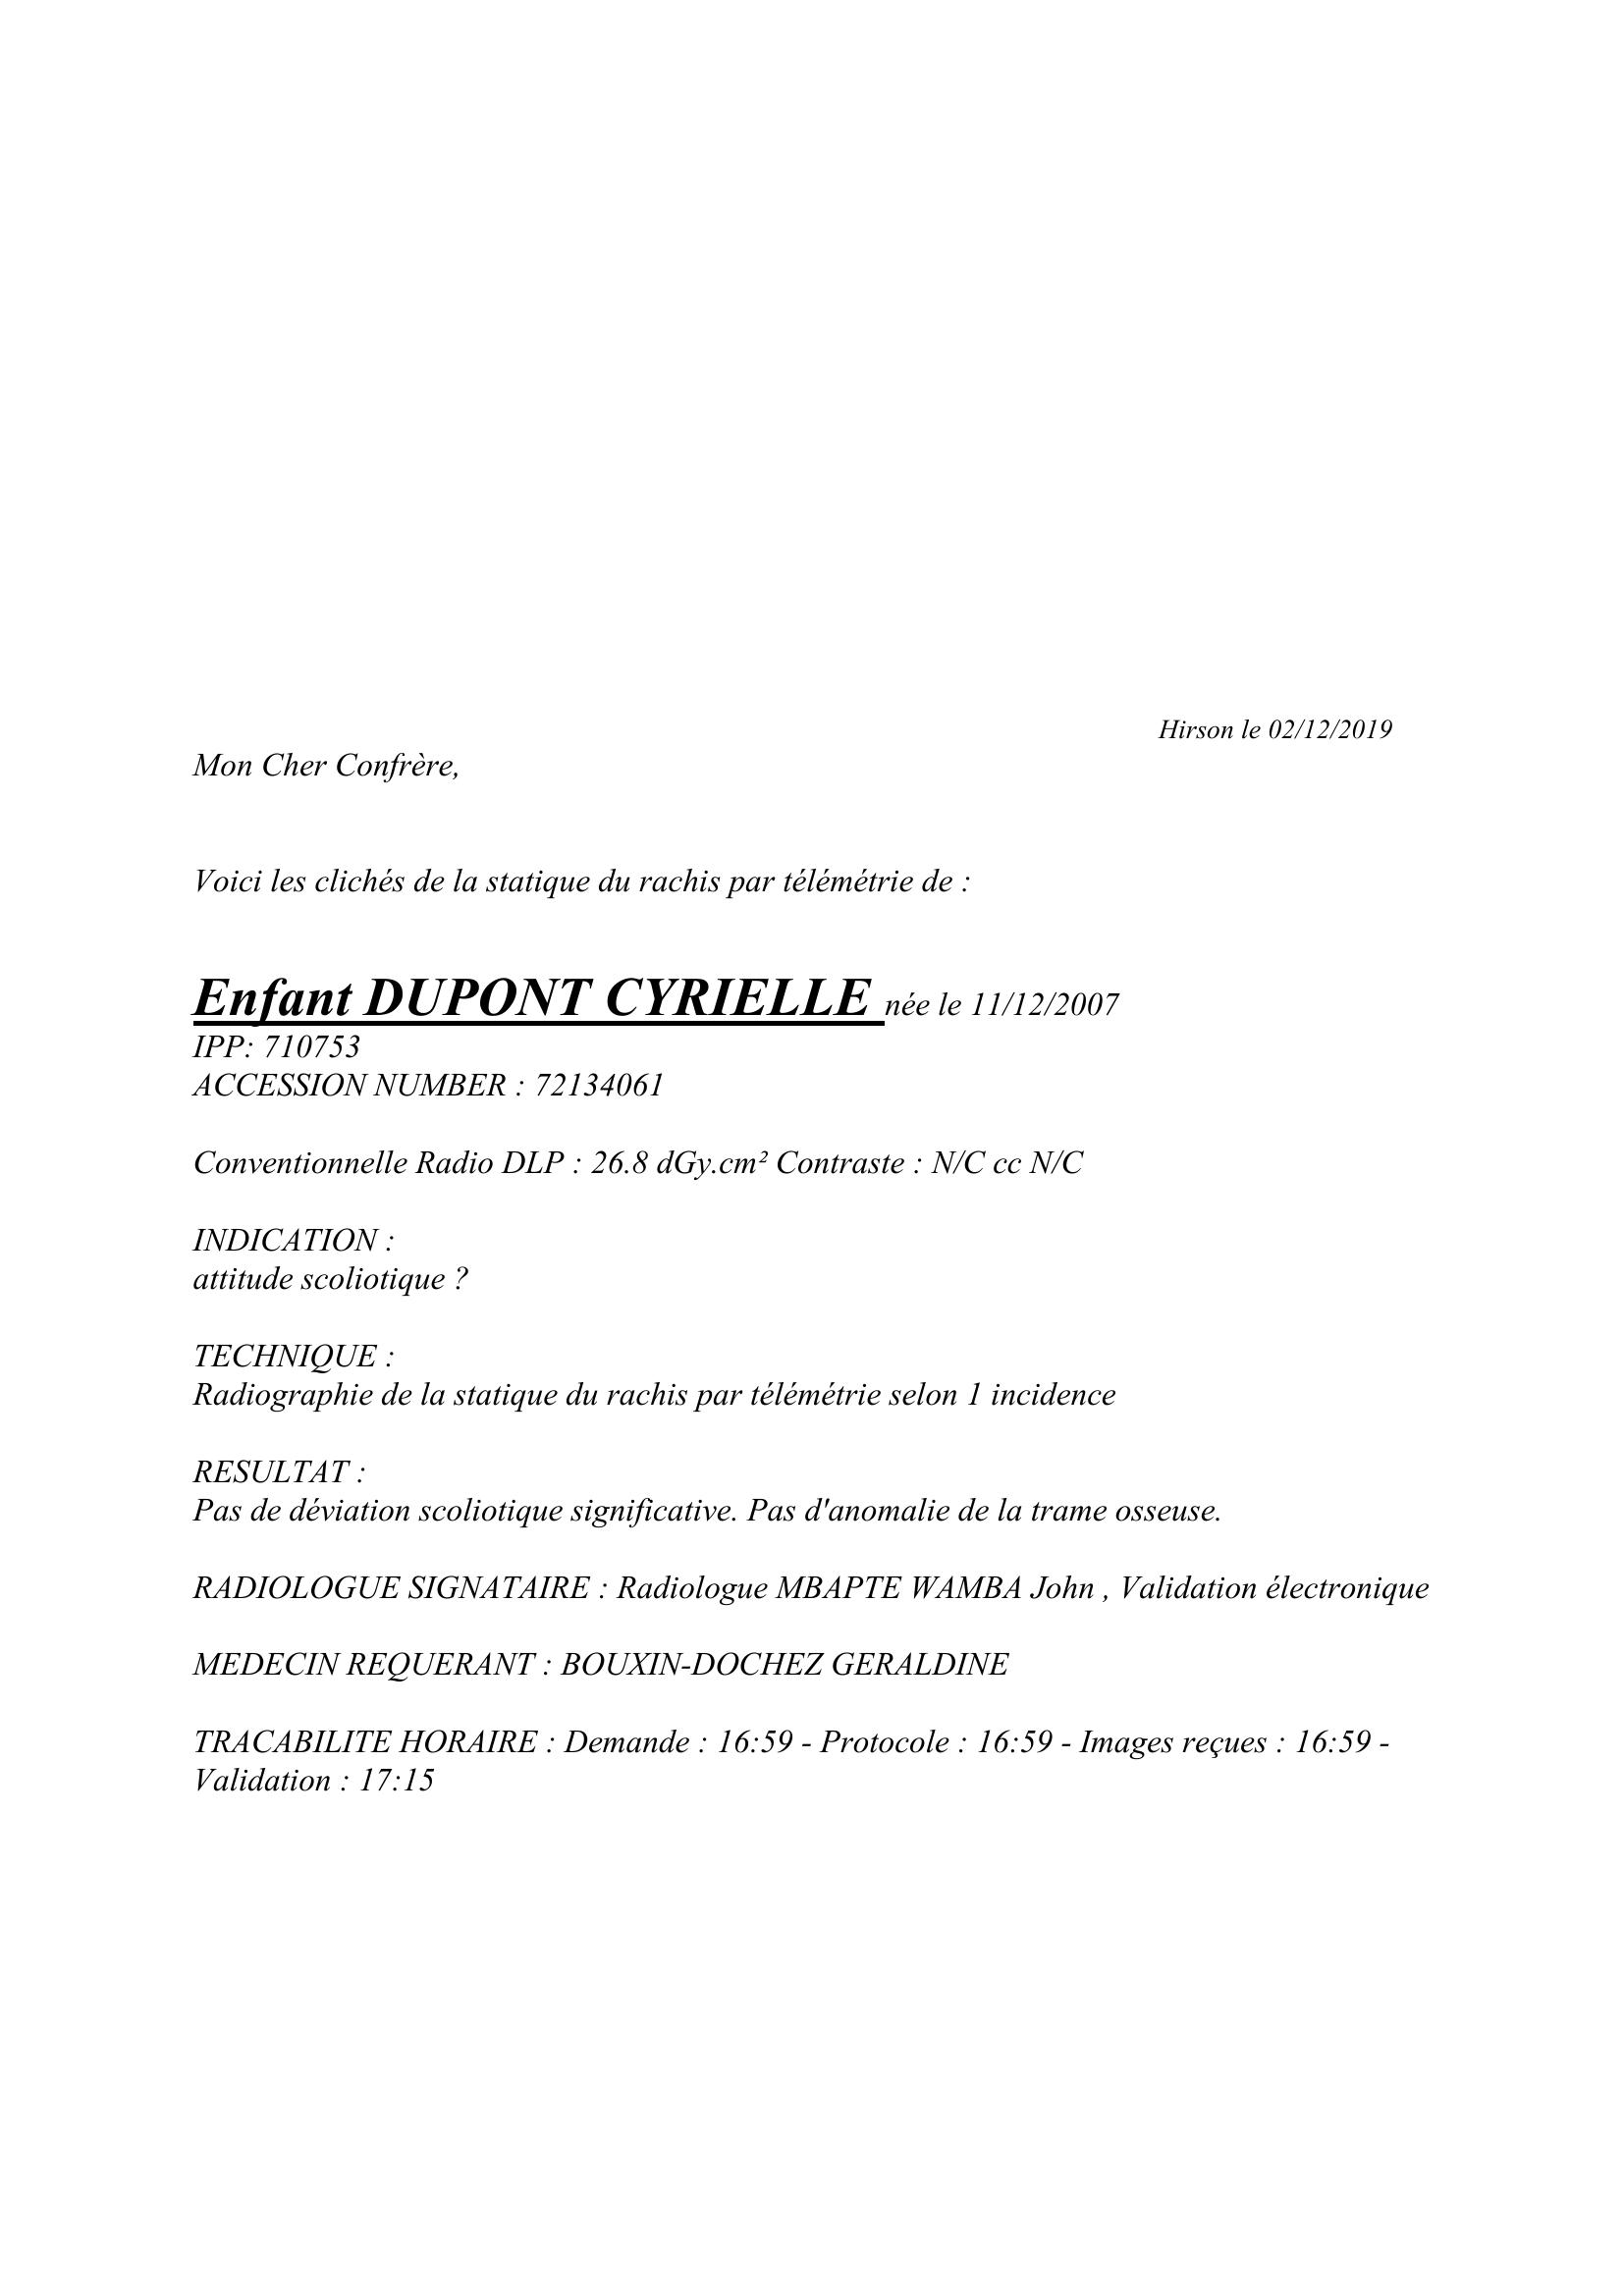 Hirson le 02/12/2019
Mon Cher Confrère,
Voici les clichés de la statique du rachis par télémétrie de :
Enfant DUPONT CYRIELLE née le 11/12/2007
IPP: 710753
ACCESSION NUMBER : 72134061
Conventionnelle Radio DLP : 26.8 dGy.cm² Contraste : N/C cc N/C
INDICATION :
attitude scoliotique ?
TECHNIQUE :
Radiographie de la statique du rachis par télémétrie selon 1 incidence
RESULTAT :
Pas de déviation scoliotique significative. Pas d'anomalie de la trame osseuse.
RADIOLOGUE SIGNATAIRE : Radiologue MBAPTE WAMBA John , Validation électronique
MEDECIN REQUERANT : BOUXIN-DOCHEZ GERALDINE
TRACABILITE HORAIRE : Demande : 16:59 - Protocole : 16:59 - Images reçues : 16:59 -
Validation : 17:15